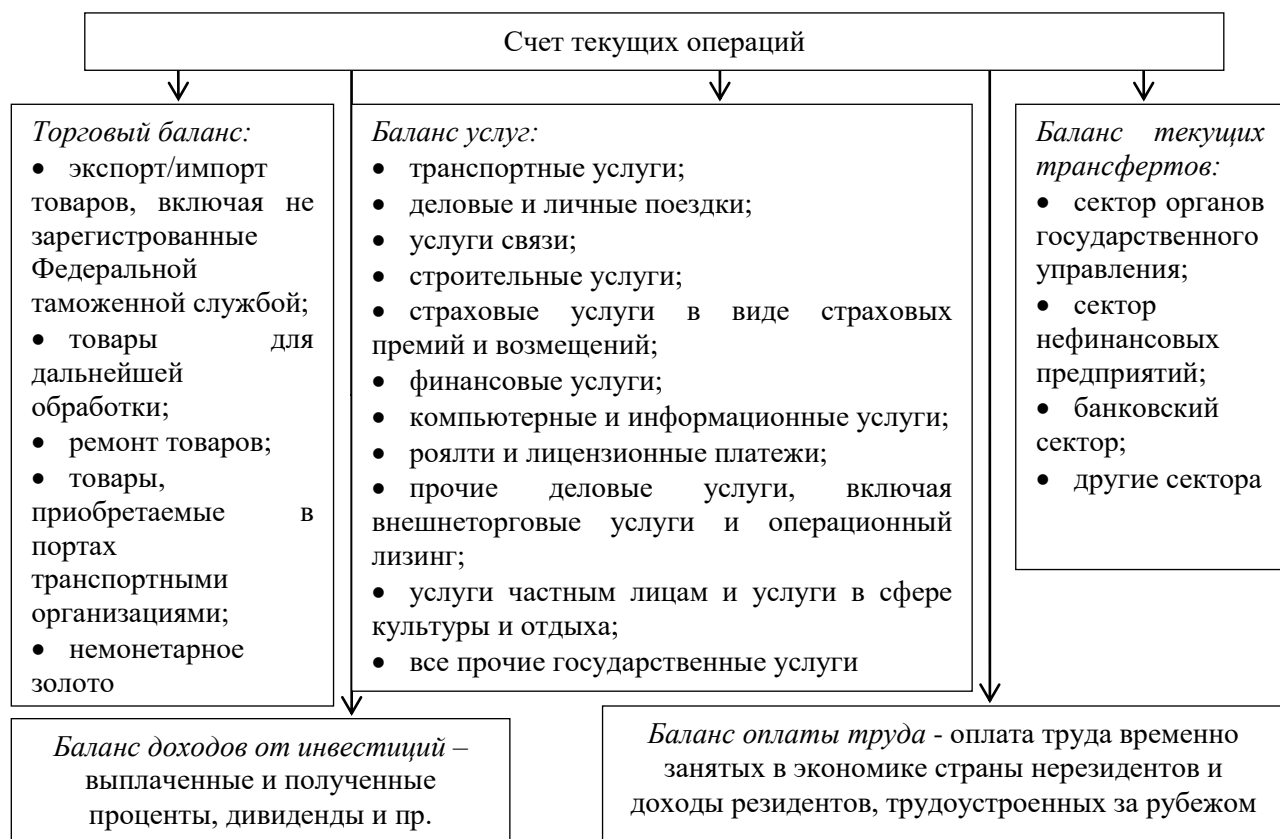 Счет текущих операций
Торговый баланс:
• экспорт/импорт
товаров, включая не
зарегистрированные
Федеральной
таможенной службой;
• товары для
дальнейшей
обработки;
• ремонт товаров;
• товары,
приобретаемые в
портах
транспортными
организациями;
• немонетарное
золото
Баланс услуг:
• транспортные услуги;
• деловые и личные поездки;
• услуги связи;
• строительные услуги;
• страховые услуги в виде страховых
премий и возмещений;
• финансовые услуги;
• компьютерные и информационные услуги;
• роялти и лицензионные платежи;
• прочие деловые услуги, включая
внешнеторговые услуги и операционный
лизинг;
• услуги частным лицам и услуги в сфере
культуры и отдыха;
• все прочие государственные услуги
Баланс текущих
трансфертов:
• сектор органов
государственного
управления;
• сектор
нефинансовых
предприятий;
• банковский
сектор;
• другие сектора
Баланс доходов от инвестиций –
выплаченные и полученные
проценты, дивиденды и пр.
Баланс оплаты труда - оплата труда временно
занятых в экономике страны нерезидентов и
доходы резидентов, трудоустроенных за рубежом